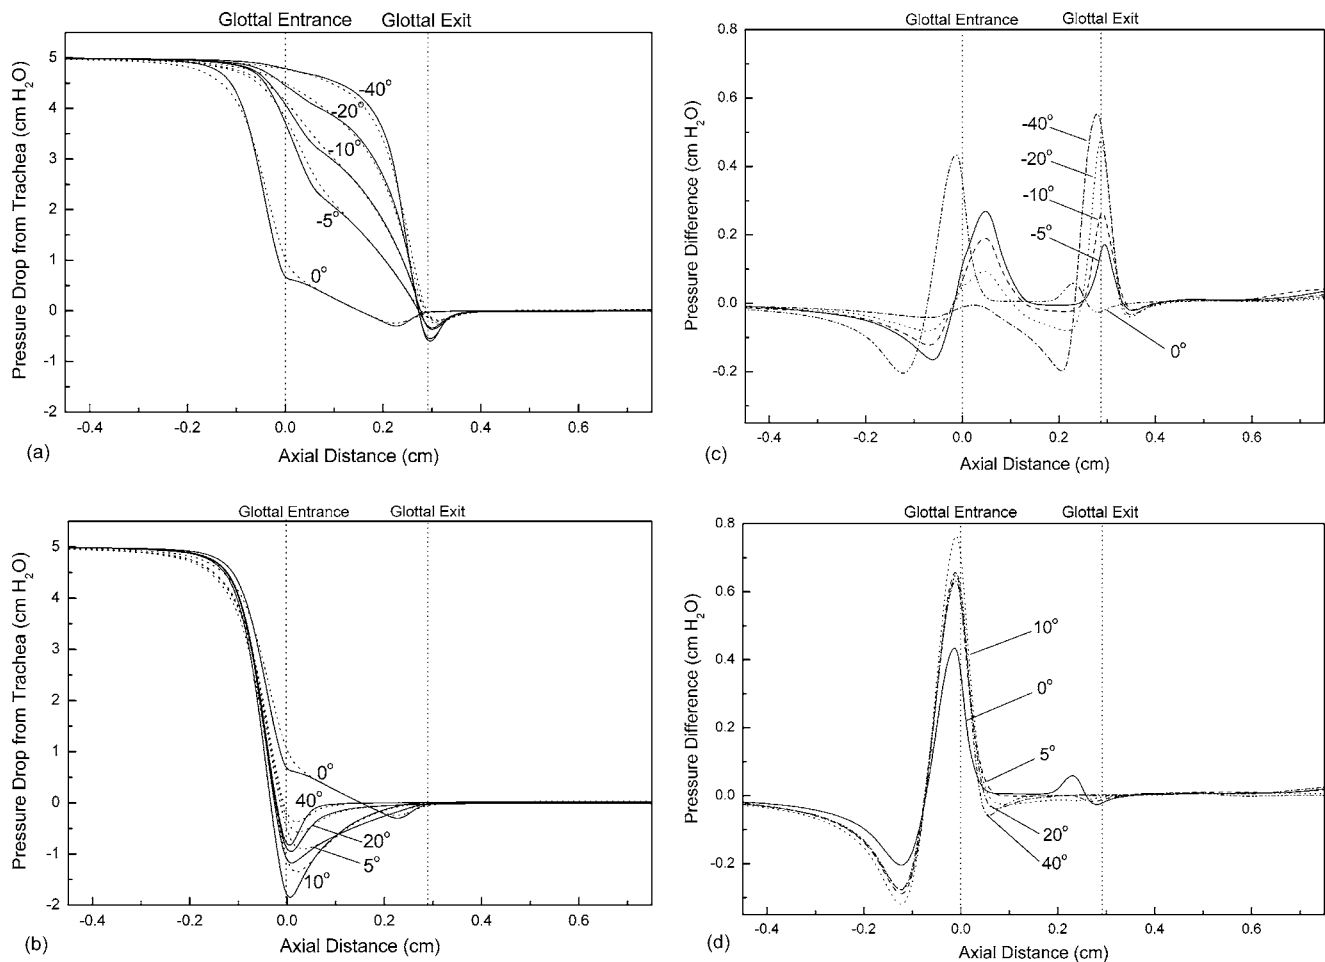 Glottal Entrance Glottal Exit
5
4
3
2
1
0
-1
-2
Pressure Drop from Trachea (cm H2O)
-40°
-20°
-10°
-5°
0°
-0.4 -0.2 0.0 0.2 0.4 0.6
(a)
Axial Distance (cm)
Glottal Entrance Glottal Exit
0.8
0.6
0.4
0.2
0.0
-0.2
Pressure Difference (cm H2O)
-40°
-20°
-10°
-5°
0°
-0.4 -0.2 0.0 0.2 0.4 0.6
(c)
Axial Distance (cm)
Glottal Entrance Glottal Exit
5
4
3
2
1
0
-1
-2
Pressure Drop from Trachea (cm H2O)
0°
40°
20°
5°
10°
-0.4 -0.2 0.0 0.2 0.4 0.6
(b)
Axial Distance (cm)
Glottal Entrance Glottal Exit
0.8
0.6
0.4
0.2
0.0
-0.2
Pressure Difference (cm H2O)
10°
0°
5°
20°
40°
-0.4 -0.2 0.0 0.2 0.4 0.6
(d)
Axial Distance (cm)